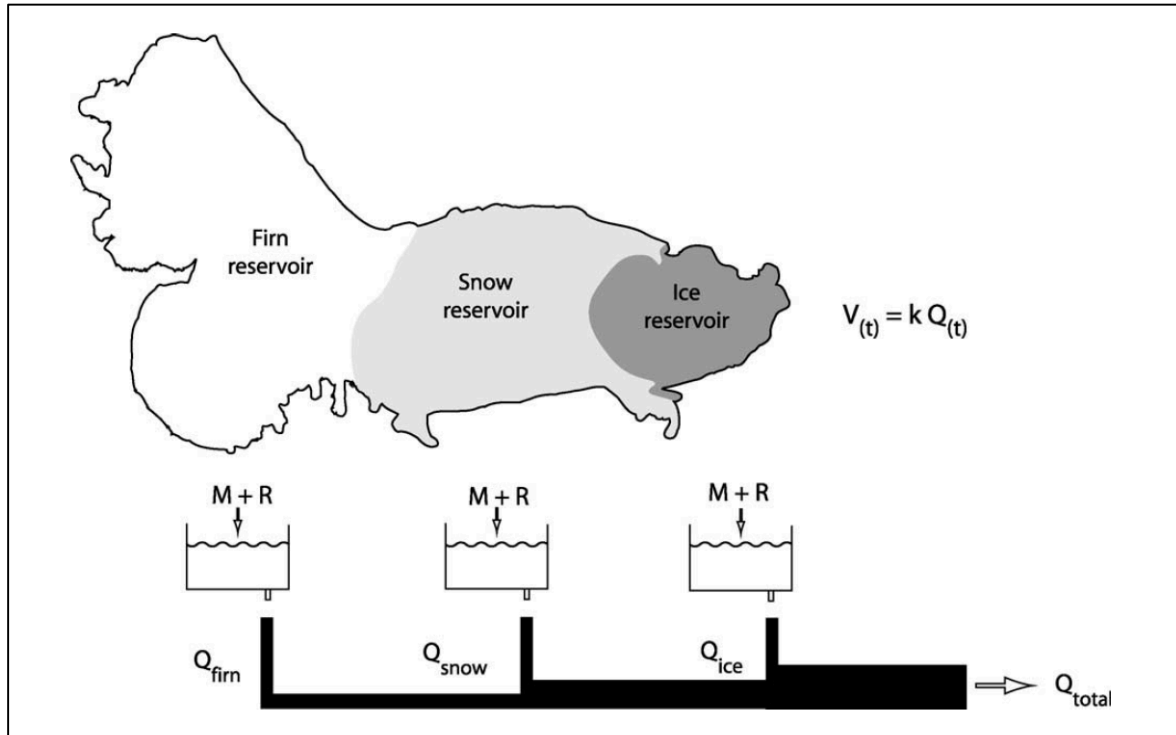 Firn
reservoir
Snow
reservoir
Ice
reservoir
V(t) = k Q(t)
M + R
M + R
M + R
Qfirn
Qsnow
Qice
Qtotal